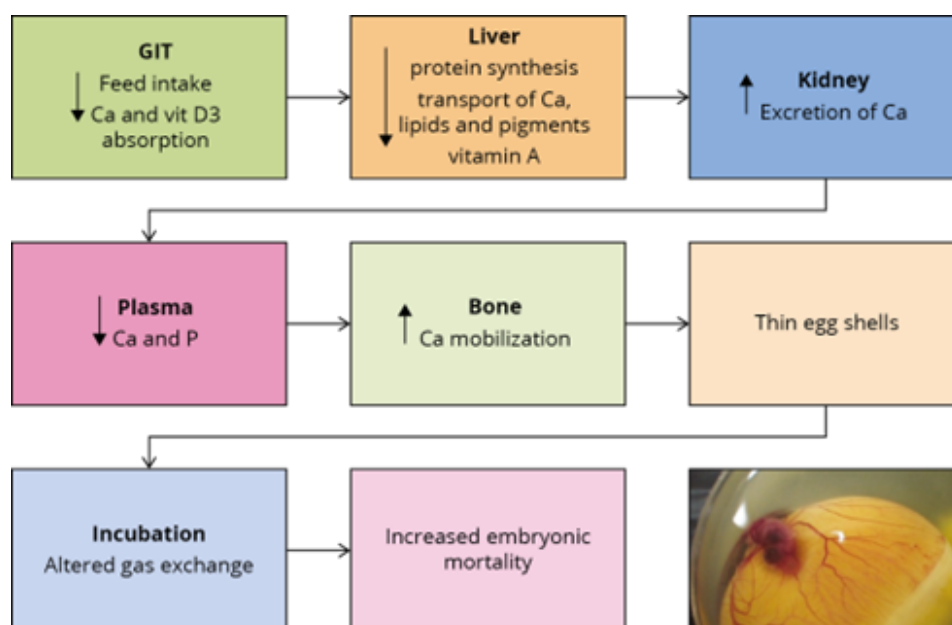 GIT
Feed intake
Ca and vit D3
absorption
Liver
protein synthesis
transport of Ca,
lipids and pigments
vitamin A
Kidney
Excretion of Ca
Plasma
Ca and P
Bone
Ca mobilization
Thin egg shells
Incubation
Altered gas exchange
Increased embryonic
mortality